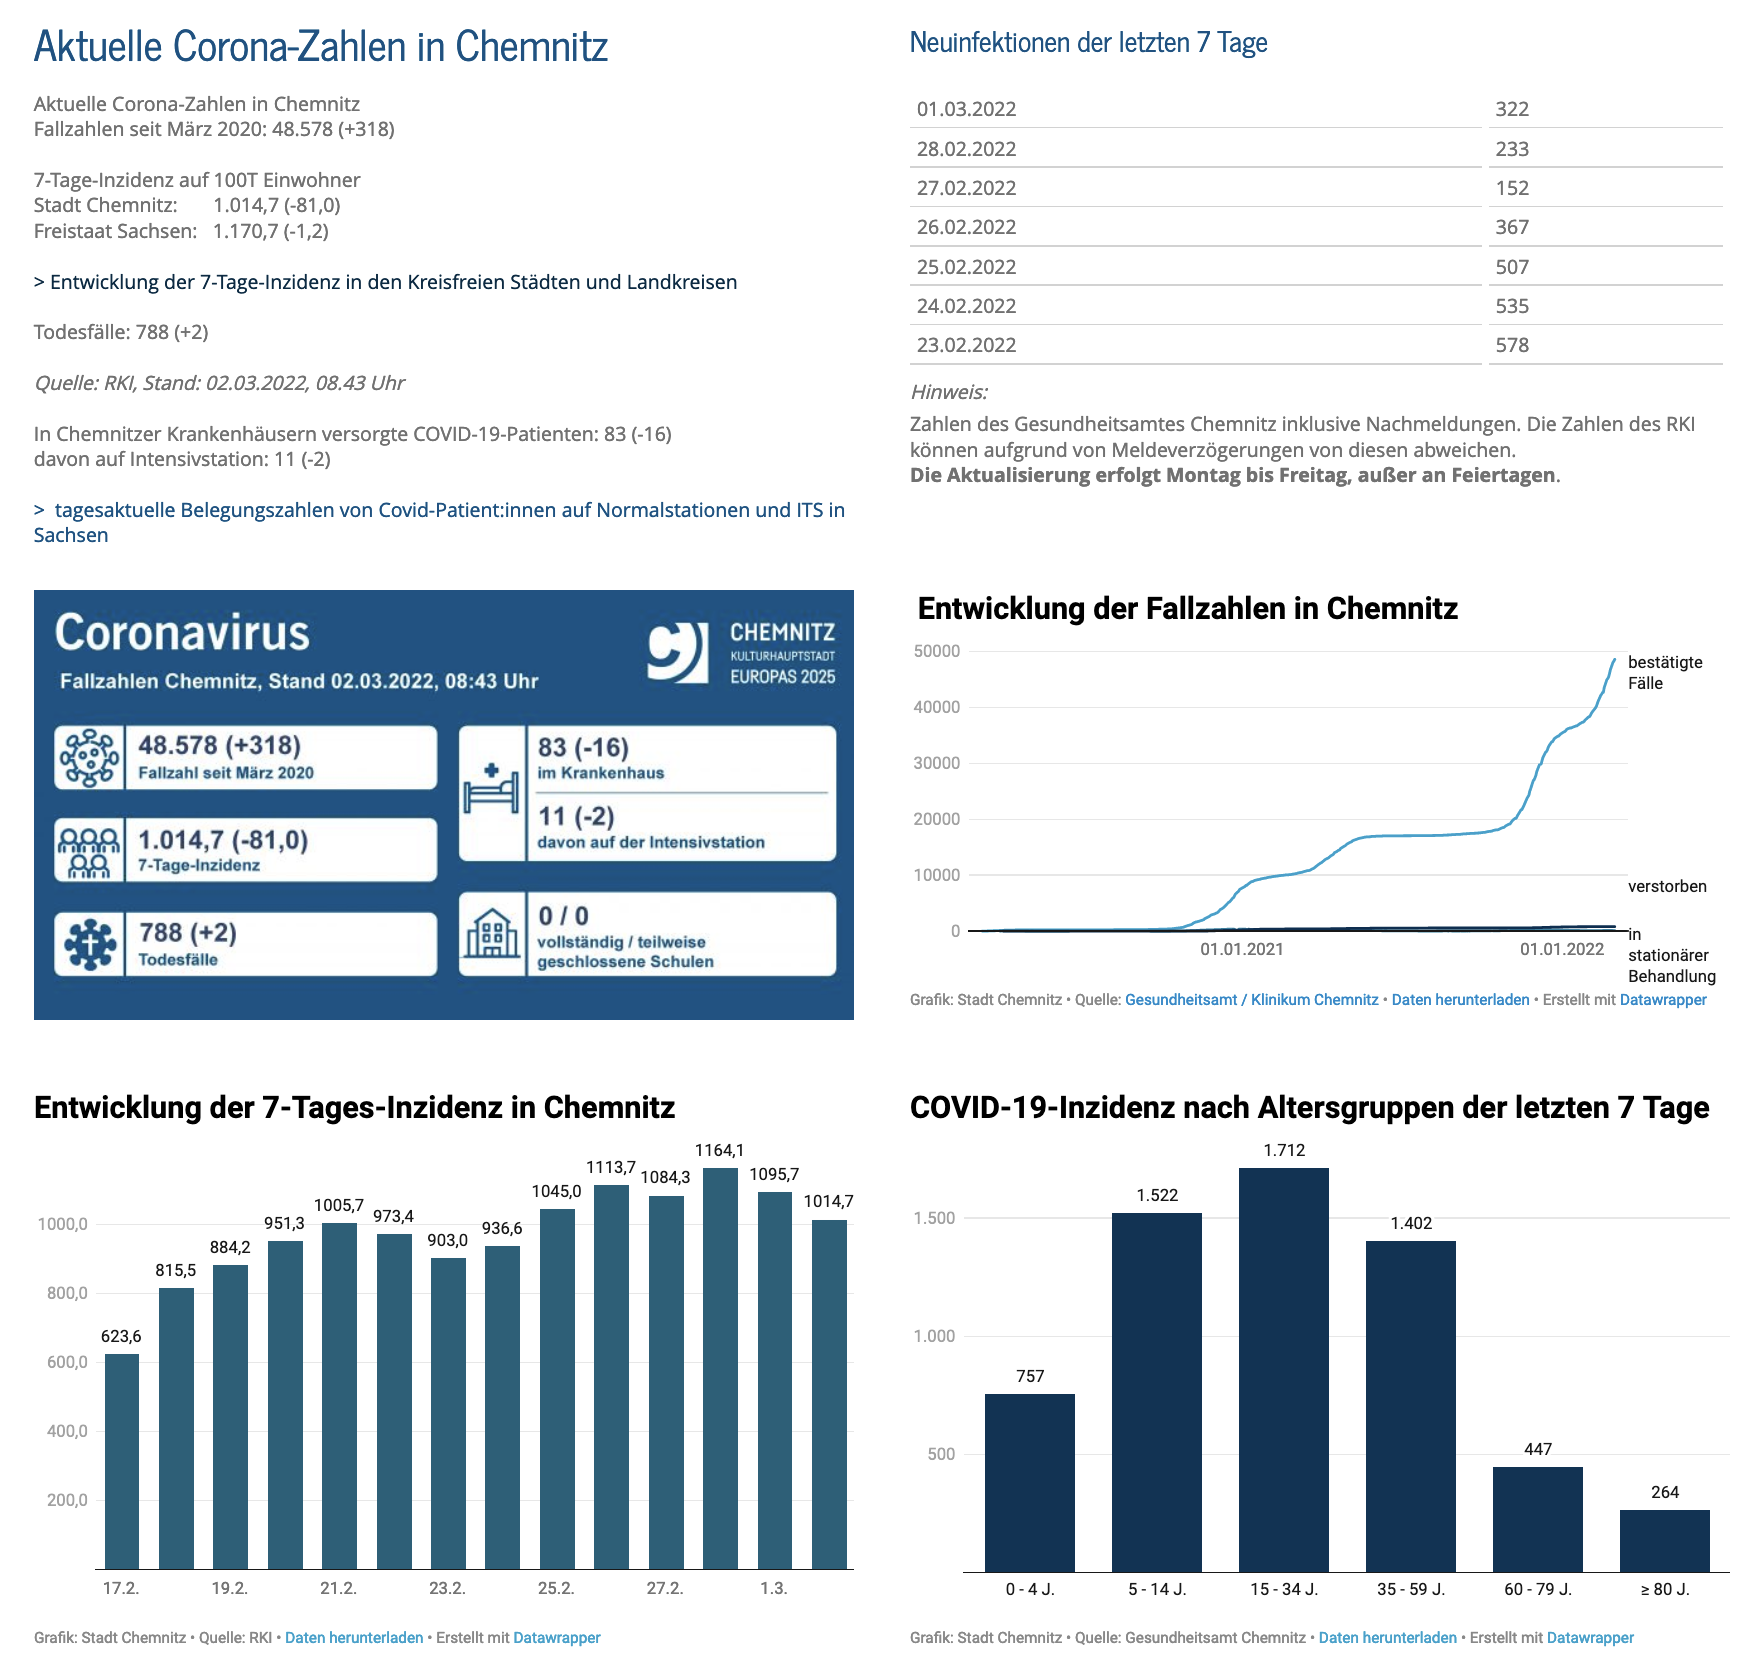 Aktuelle Corona-Zahlen in Chemnitz
Aktuelle Corona-Zahlen in Chemnitz
Fallzahlen seit März 2020: 48.578 (+318)
7-Tage-Inzidenz auf 100T Einwohner
Stadt Chemnitz: 1.014,7 (-81,0)
Freistaat Sachsen: 1.170,7 (-1,2)
> Entwicklung der 7-Tage-Inzidenz in den Kreisfreien Städten und Landkreisen
Todesfälle: 788 (+2)
Quelle: RKI, Stand: 02.03.2022, 08.43 Uhr
In Chemnitzer Krankenhäusern versorgte COVID-19-Patienten: 83 (-16)
davon auf Intensivstation: 11 (-2)
> tagesaktuelle Belegungszahlen von Covid-Patient:innen auf Normalstationen und ITS in
Sachsen
Neuinfektionen der letzten 7 Tage
01.03.2022 322
28.02.2022 233
27.02.2022 152
26.02.2022 367
25.02.2022 507
24.02.2022 535
23.02.2022 578
Hinweis:
Zahlen des Gesundheitsamtes Chemnitz inklusive Nachmeldungen. Die Zahlen des RKI
können aufgrund von Meldeverzögerungen von diesen abweichen.
Die Aktualisierung erfolgt Montag bis Freitag, außer an Feiertagen.
Coronavirus
Fallzahlen Chemnitz, Stand 02.03.2022, 08:43 Uhr
CHEMNITZ
KULTURHAUPTSTADT
EUROPAS 2025
48.578 (+318)
Fallzahl seit März 2020
1.014,7 (-81,0)
7-Tage-Inzidenz
788 (+2)
Todesfälle
83 (-16)
im Krankenhaus
11 (-2)
davon auf der Intensivstation
0 / 0
vollständig / teilweise
geschlossene Schulen
Entwicklung der Fallzahlen in Chemnitz
50000
40000
30000
20000
10000
0
01.01.2021 01.01.2022
bestätigte
Fälle
verstorben
in
stationärer
Behandlung
Grafik: Stadt Chemnitz • Quelle: Gesundheitsamt / Klinikum Chemnitz • Daten herunterladen • Erstellt mit Datawrapper
Entwicklung der 7-Tages-Inzidenz in Chemnitz
1000,0
800,0
600,0
400,0
200,0
623,6 815,5 884,2 951,3 1005,7 973,4 903,0 936,6 1045,0 1113,7 1084,3 1164,1 1095,7 1014,7
17.2. 19.2. 21.2. 23.2. 25.2. 27.2. 1.3.
Grafik: Stadt Chemnitz • Quelle: RKI • Daten herunterladen • Erstellt mit Datawrapper
COVID-19-Inzidenz nach Altersgruppen der letzten 7 Tage
1.500
1.000
500
757 1.522 1.712 1.402 447 264
0 - 4 J. 5 - 14 J. 15 - 34 J. 35 - 59 J. 60 - 79 J. ≥ 80 J.
Grafik: Stadt Chemnitz • Quelle: Gesundheitsamt Chemnitz • Daten herunterladen • Erstellt mit Datawrapper